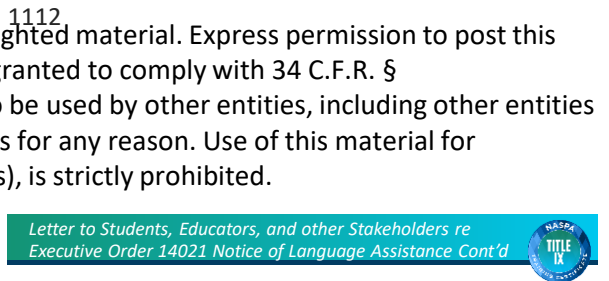 1112
ghted material. Express permission to post this
ranted to comply with 34 C.F.R. §
be used by other entities, including other entities
s for any reason. Use of this material for
s), is strictly prohibited.
Letter to Students, Educators, and other Stakeholders re
Executive Order 14021 Notice of Language Assistance Cont'd
NASPA
TITLE
IX